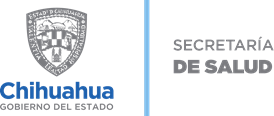 Chihuahua
GOBIERNO DEL ESTADO
SECRETARÍA
DE SALUD